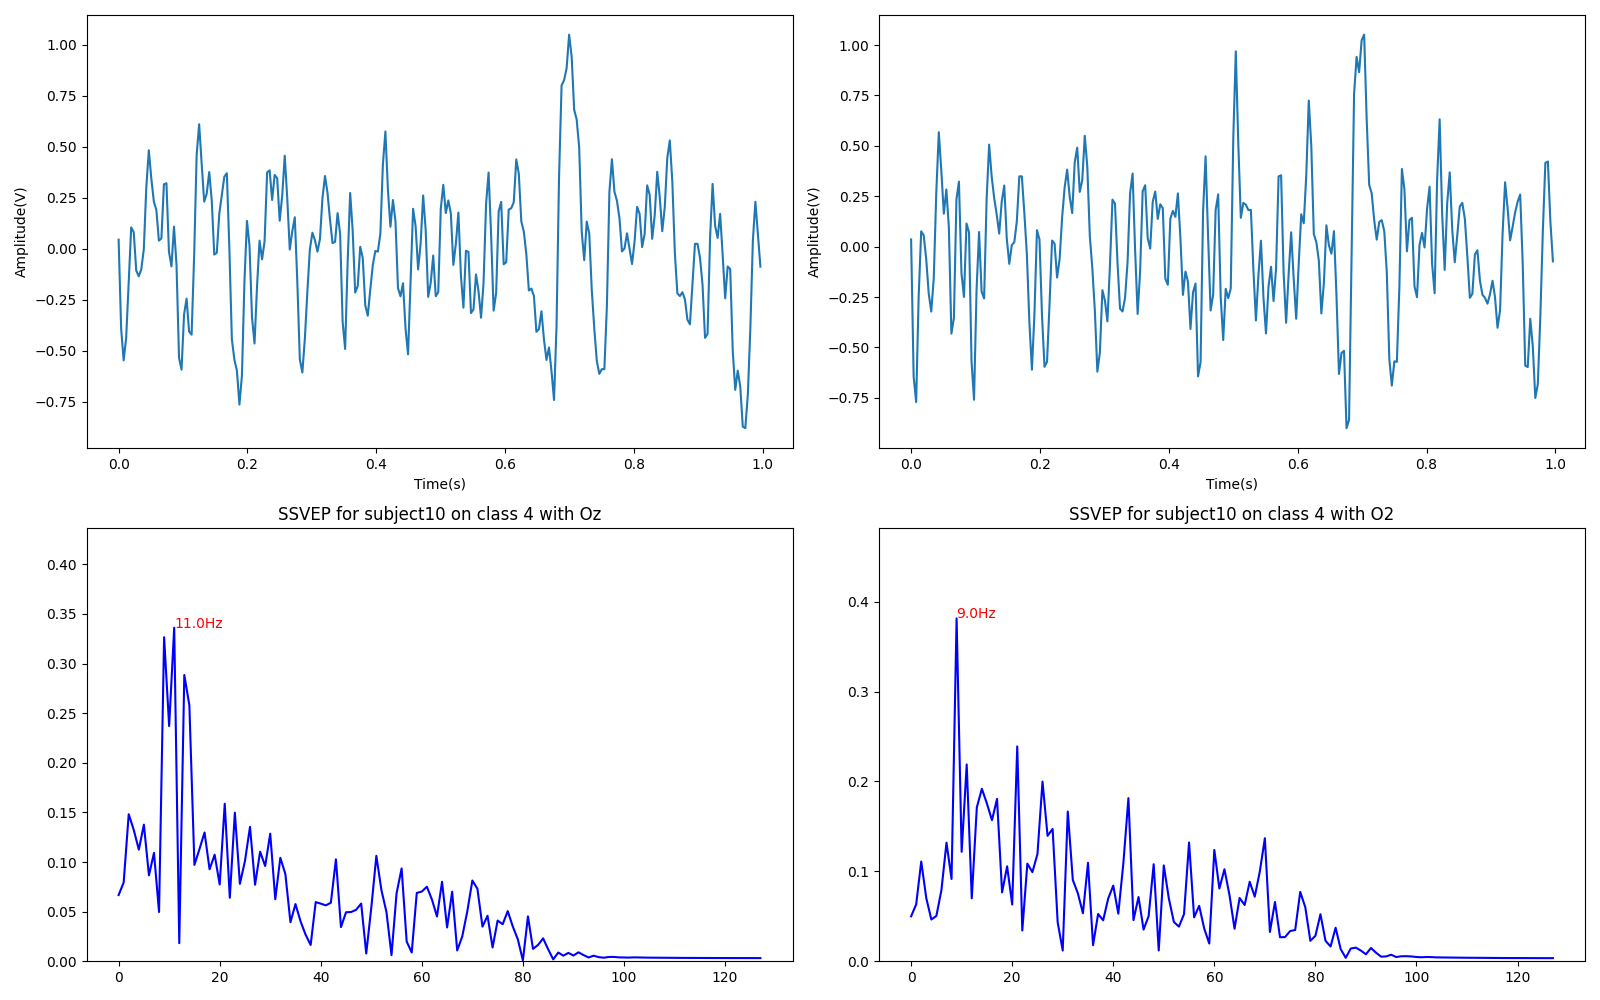 1.00
0.75
0.50
0.25
0.00
−0.25
−0.50
−0.75
Amplitude(V)
0.0 0.2 0.4 0.6 0.8 1.0
Time(s)
1.00
0.75
0.50
0.25
0.00
−0.25
−0.50
−0.75
Amplitude(V)
0.0 0.2 0.4 0.6 0.8 1.0
Time(s)
SSVEP for subject10 on class 4 with Oz
0.40
0.35
0.30
0.25
0.20
0.15
0.10
0.05
0.00
11.0Hz
0 20 40 60 80 100 120
SSVEP for subject10 on class 4 with O2
0.4
0.3
0.2
0.1
0.0
9.0Hz
0 20 40 60 80 100 120